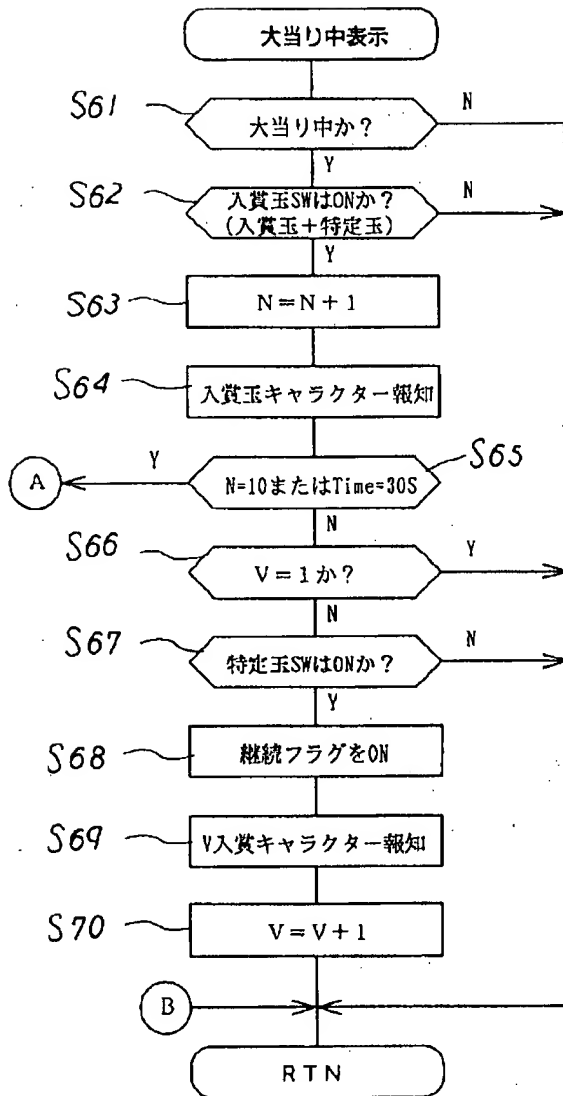 大当り中表示
S61
大当り中か？
N
Y
S62
入賞玉SWはONか？
(入賞玉＋特定玉)
N
Y
S63
N＝N＋1
S64
入賞玉キャラクター報知
S65
N=10またはTime=30S
Y
A
N
S66
V＝1か？
Y
N
S67
特定玉SWはONか？
N
Y
S68
継続フラグをON
S69
V入賞キャラクター報知
S70
V＝V＋1
B
RTN